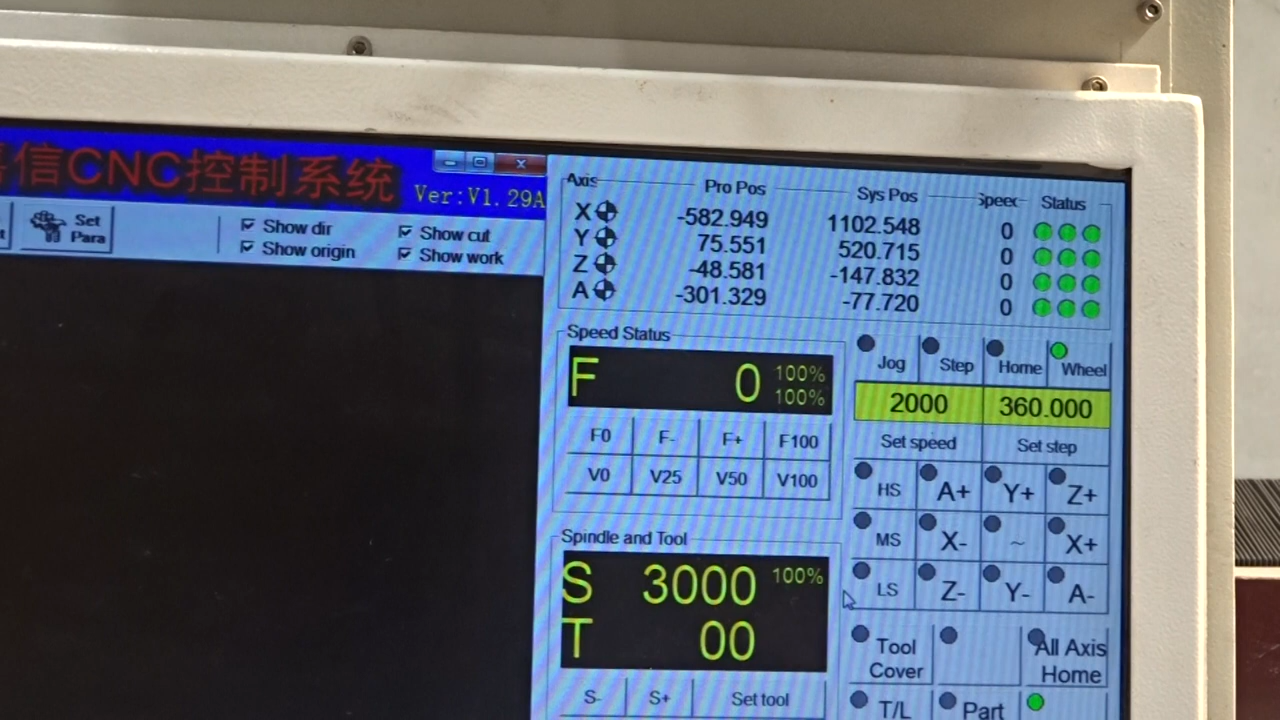 信CNC控制系统
Ver:V1.29A
Set
Para
Show dir
Show cut
Show origin
Show work
Axis Pro Pos Sys Pos Speed Status
X -582.949 1102.548 0
Y 75.551 520.715 0
Z -48.581 -147.832 0
A -301.329 -77.720 0
Speed Status
F 0 100%
100%
F0 F- F+ F100
V0 V25 V50 V100
Jog Step Home Wheel
2000 360.000
Set speed Set step
HS A+ Y+ Z+
MS X- ~ X+
LS Z- Y- A-
Spindle and Tool
S 3000 100%
T 00
S- S+ Set tool
Tool
Cover
All Axis
Home
T/L Part